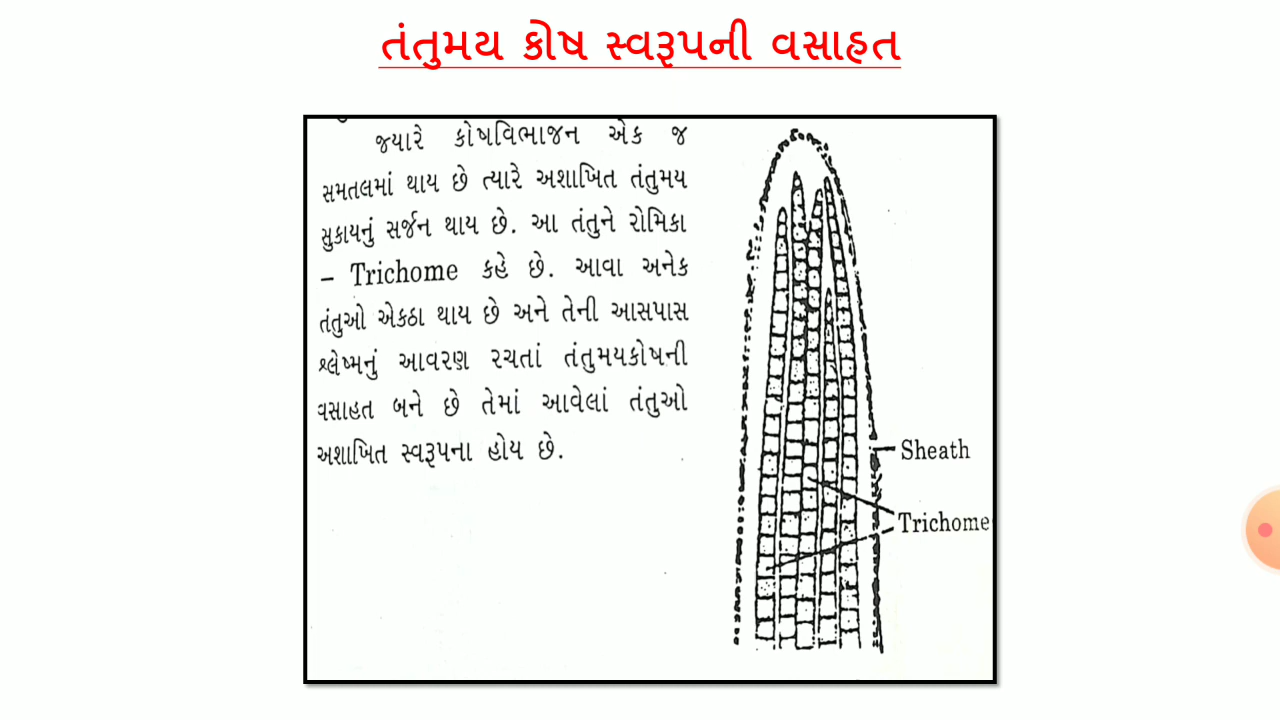 તંતુમય કોષ સ્વરૂપની વસાહત
જ્યારે કોષવિભાજન એક જ
સમતલમાં થાય છે ત્યારે અશાખિત તંતુમય
સુકાયનું સર્જન થાય છે. આ તંતુને રોમિકા
– Trichome કહે છે. આવા અનેક
તંતુઓ એકઠા થાય છે અને તેની આસપાસ
શ્લેષ્મનું આવરણ રચતાં તંતુમયકોષની
વસાહત બને છે તેમાં આવેલાં તંતુઓ
અશાખિત સ્વરૂપના હોય છે.
Sheath
Trichome